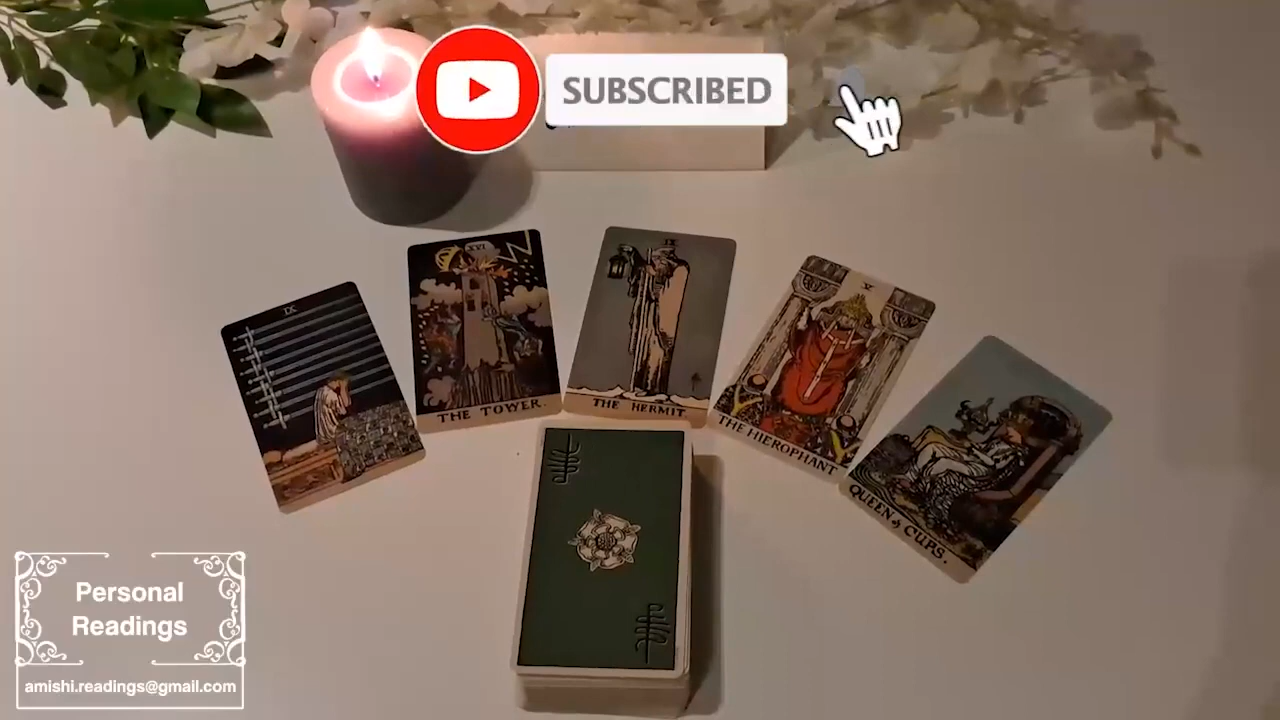 SUBSCRIBED
IX
XVI
THE TOWER.
THE HERMIT.
V
THE HIEROPHANT
QUEEN of CUPS.
Personal
Readings
amishi.readings@gmail.com